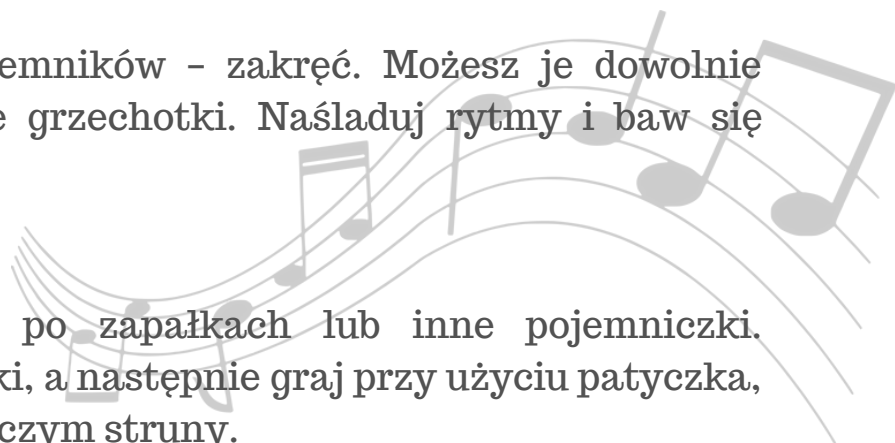 emników – zakręć. Możesz je dowolnie
e grzechotki. Naśladuj rytmy i baw się
po zapałkach lub inne pojemniczki.
ki, a następnie graj przy użyciu patyczka,
czym struny.